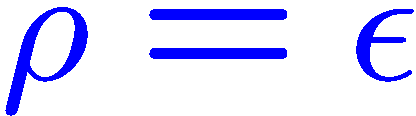 ρ = ϵ